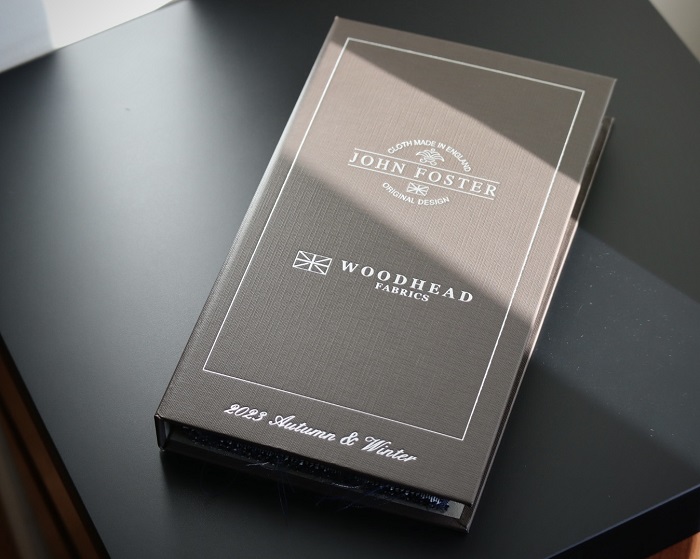 CLOTH MADE IN ENGLAND
JOHN FOSTER
ORIGINAL DESIGN
WOODHEAD
FABRICS
2023 Autumn & Winter